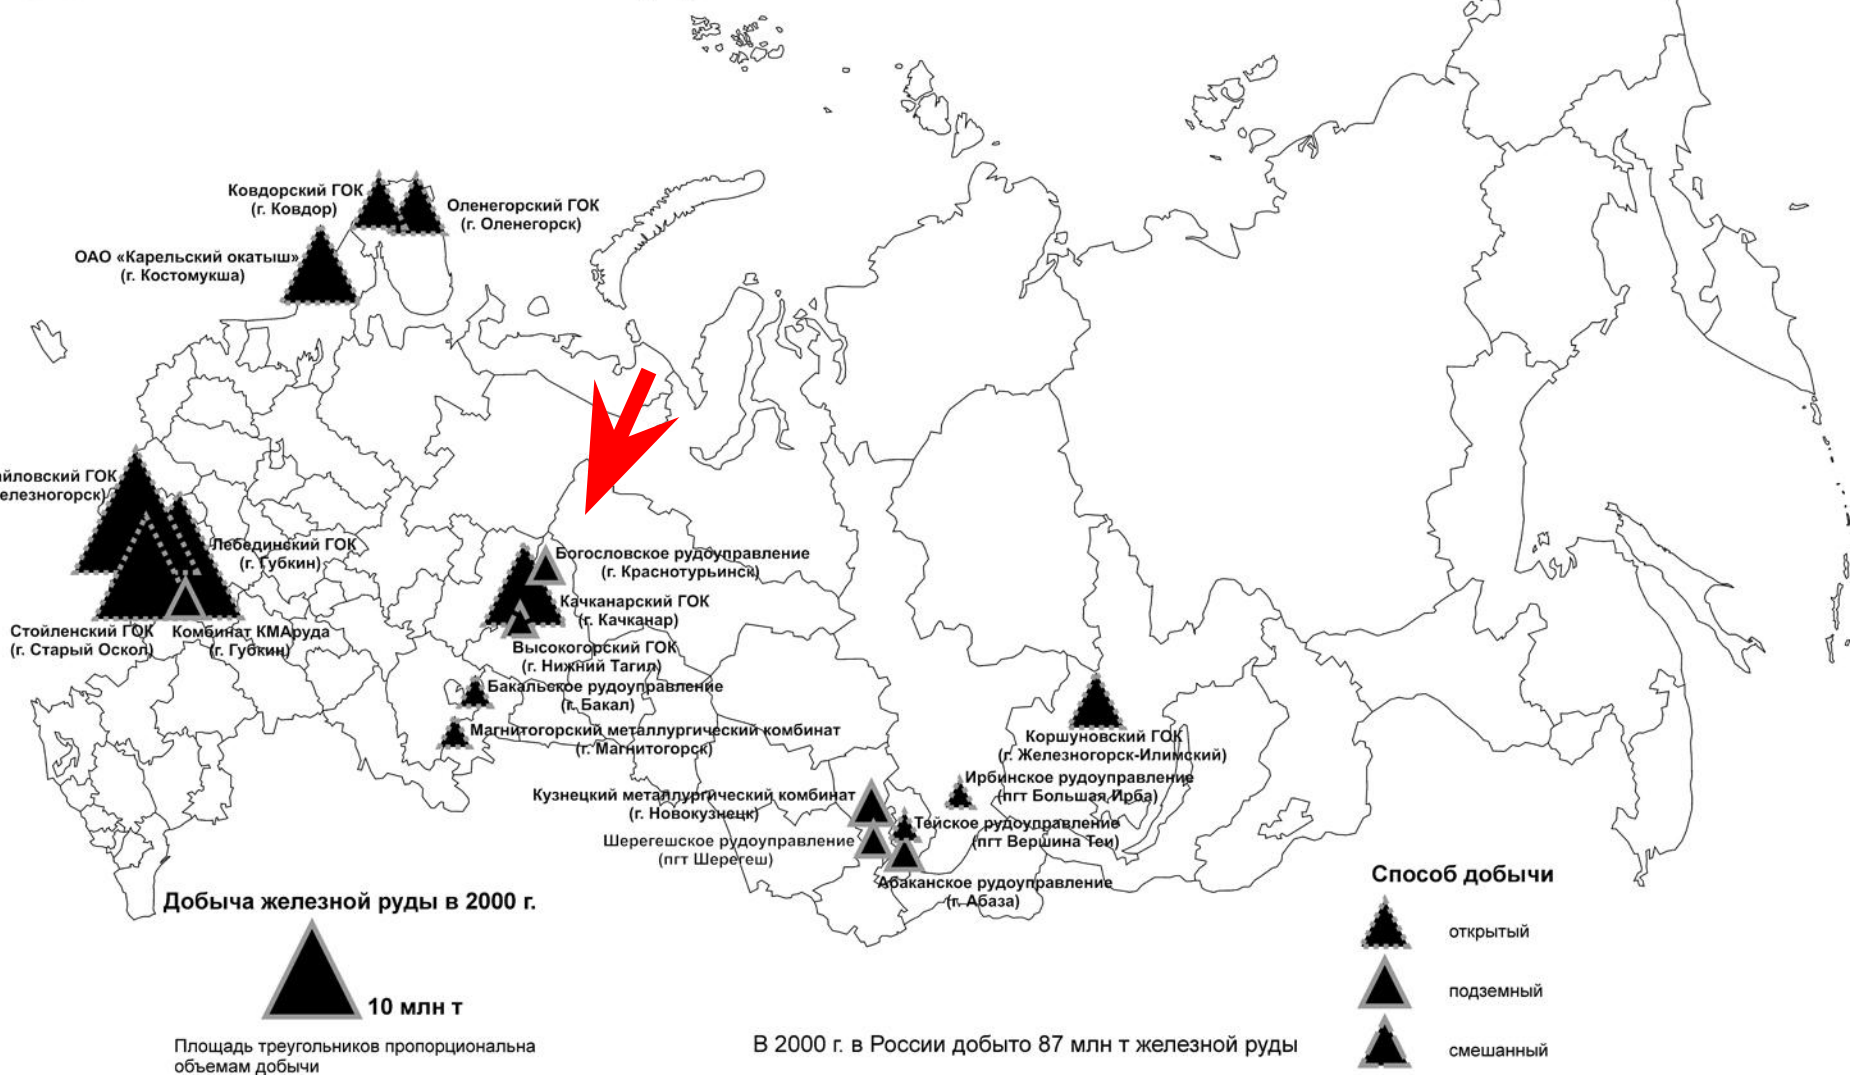 Ковдорский ГОК
(г. Ковдор)
Оленегорский ГОК
(г. Оленегорск)
ОАО «Карельский окатыш»
(г. Костомукша)
йловский ГОК
елезногорск)
Лебединский ГОК
(г. Губкин)
Стойленский ГОК
(г. Старый Оскол)
Комбинат КМАруда
(г. Губкин)
Богословское рудоуправление
(г. Краснотурьинск)
Качканарский ГОК
(г. Качканар)
Высокогорский ГОК
(г. Нижний Тагил)
Бакальское рудоуправление
(г. Бакал)
Магнитогорский металлургический комбинат
(г. Магнитогорск)
Коршуновский ГОК
(г. Железногорск-Илимский)
Ирбинское рудоуправление
(пгт Большая Ирба)
Кузнецкий металлургический комбинат
(г. Новокузнецк)
Тейское рудоуправление
(пгт Вершина Теи)
Шерегешское рудоуправление
(пгт Шерегеш)
Абаканское рудоуправление
(г. Абаза)
Добыча железной руды в 2000 г.
10 млн т
Площадь треугольников пропорциональна
объемам добычи
В 2000 г. в России добыто 87 млн т железной руды
Способ добычи
открытый
подземный
смешанный